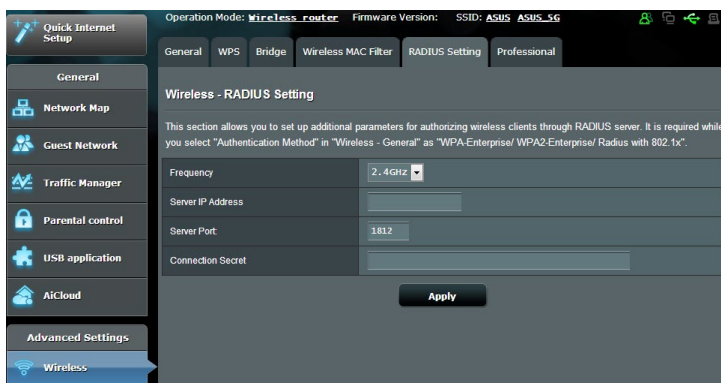 Operation Mode: Wireless router Firmware Version: SSID: ASUS ASUS_5G
Quick Internet
Setup
General WPS Bridge Wireless MAC Filter RADIUS Setting Professional
General
Network Map
Guest Network
Traffic Manager
Parental control
USB application
AiCloud
Advanced Settings
Wireless
Wireless - RADIUS Setting
This section allows you to set up additional parameters for authorizing wireless clients through RADIUS server. It is required while
you select "Authentication Method" in "Wireless - General" as "WPA-Enterprise/ WPA2-Enterprise/ Radius with 802.1x".
Frequency 2.4GHz
Server IP Address
Server Port: 1812
Connection Secret
Apply